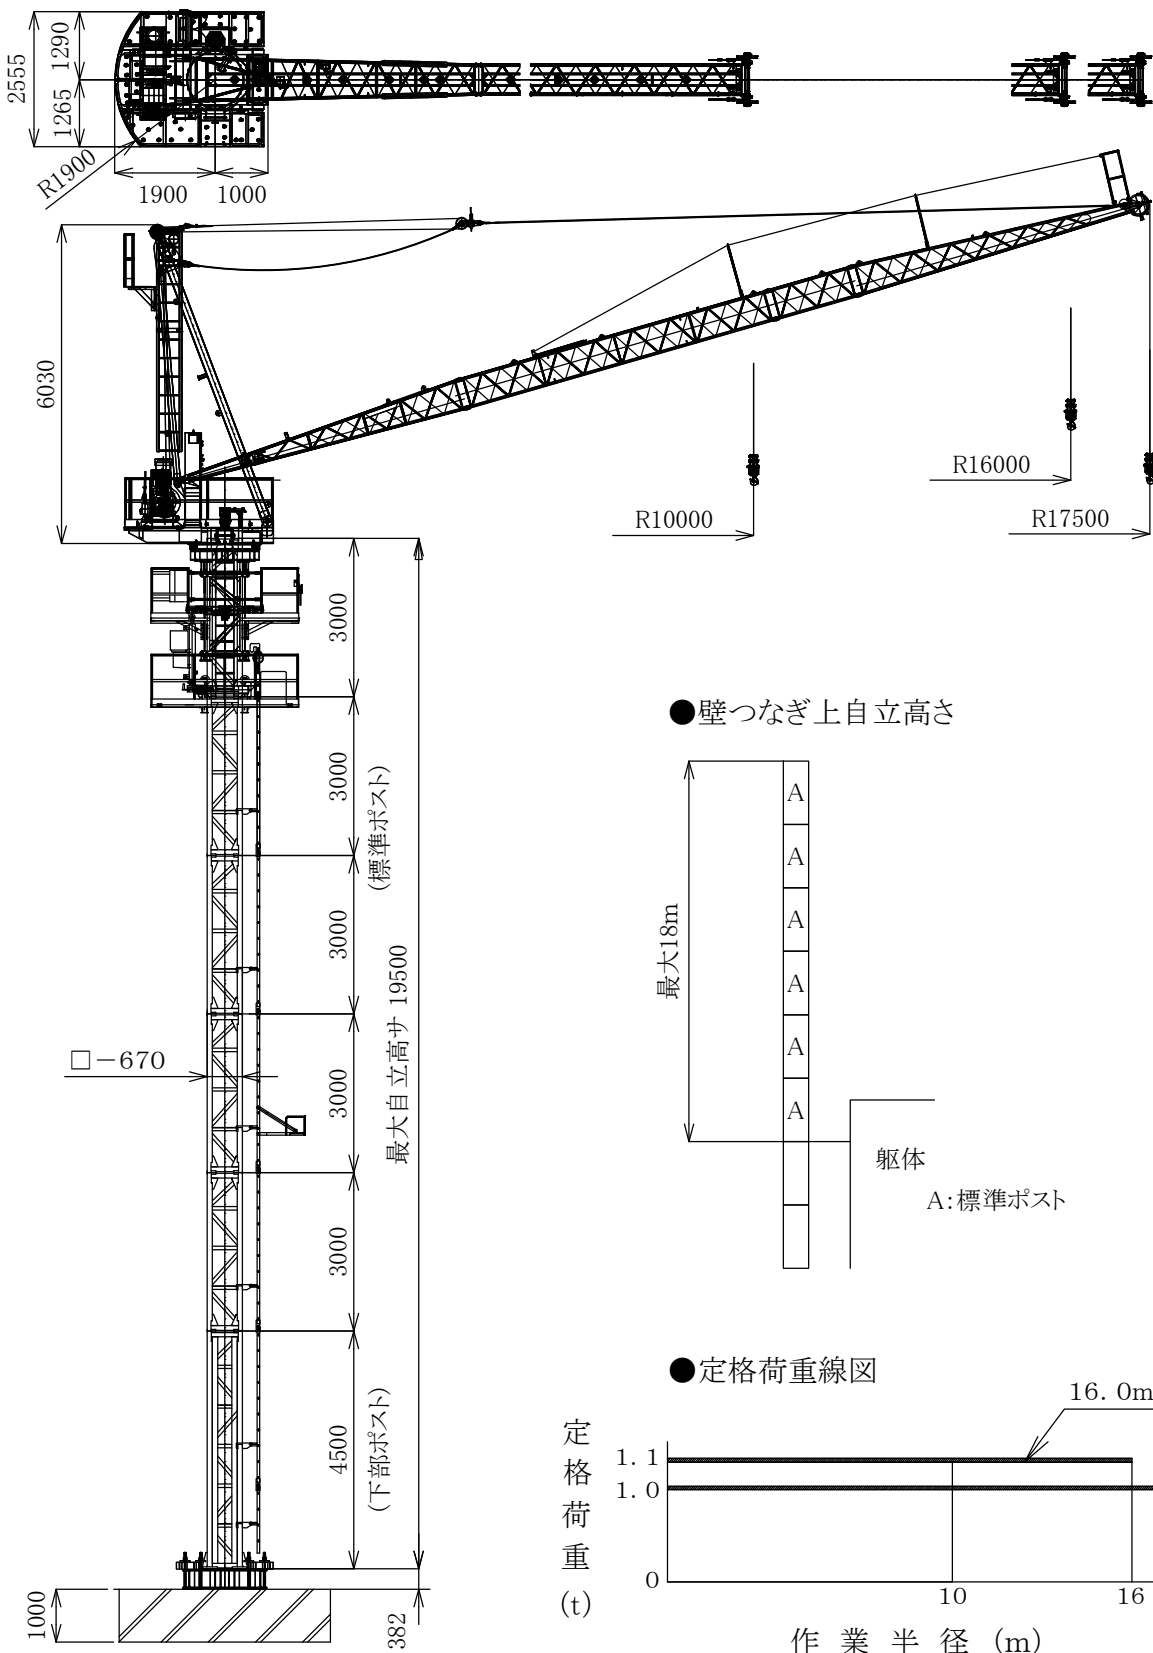 2555
1290
1265
R1900
1900
1000
6030
R10000
R16000
R17500
3000
3000
(標準ポスト)
3000
3000
3000
4500
(下部ポスト)
最大自立高サ 19500
□－670
1000
382
●壁つなぎ上自立高さ
最大18m
A
A
A
A
A
A
躯体
A:標準ポスト
●定格荷重線図
16.0m
定格荷重
(t)
1.1
1.0
0
10
16
作業半径 (m)